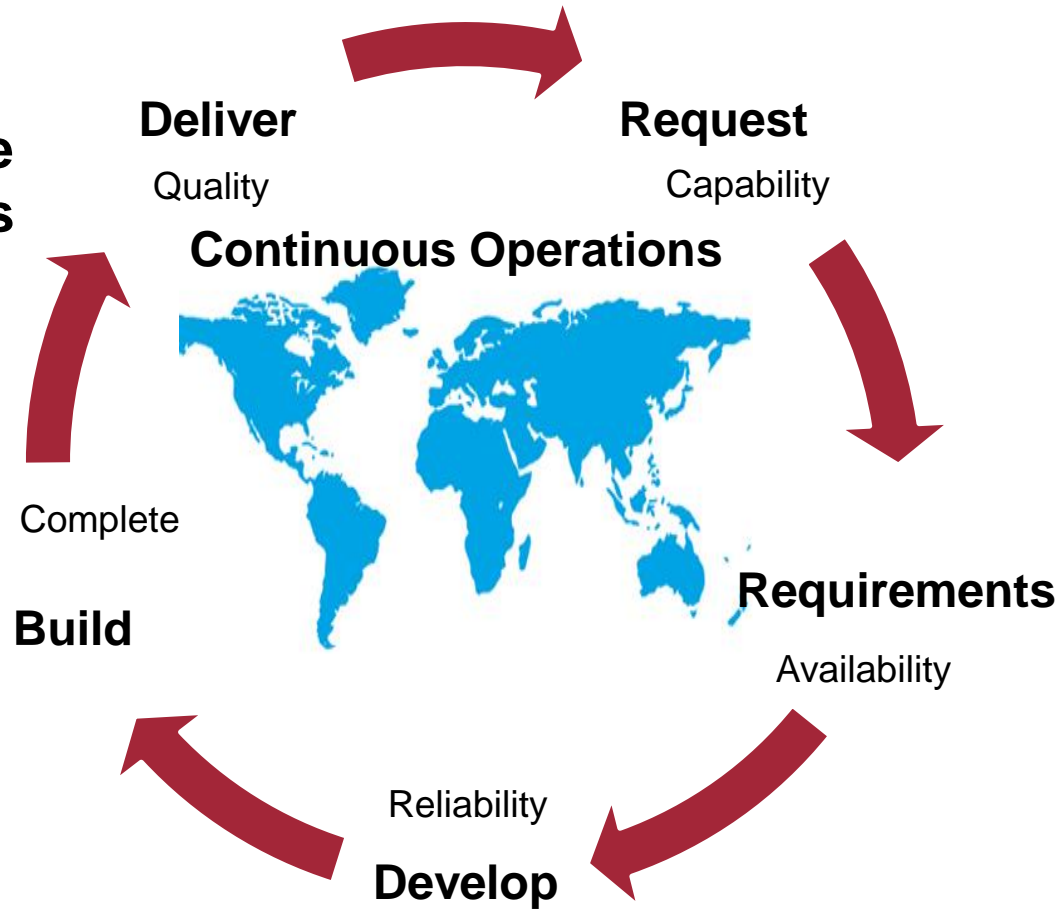 Deliver
Quality
Request
Capability
Continuous Operations
Complete
Build
Requirements
Availability
Reliability
Develop